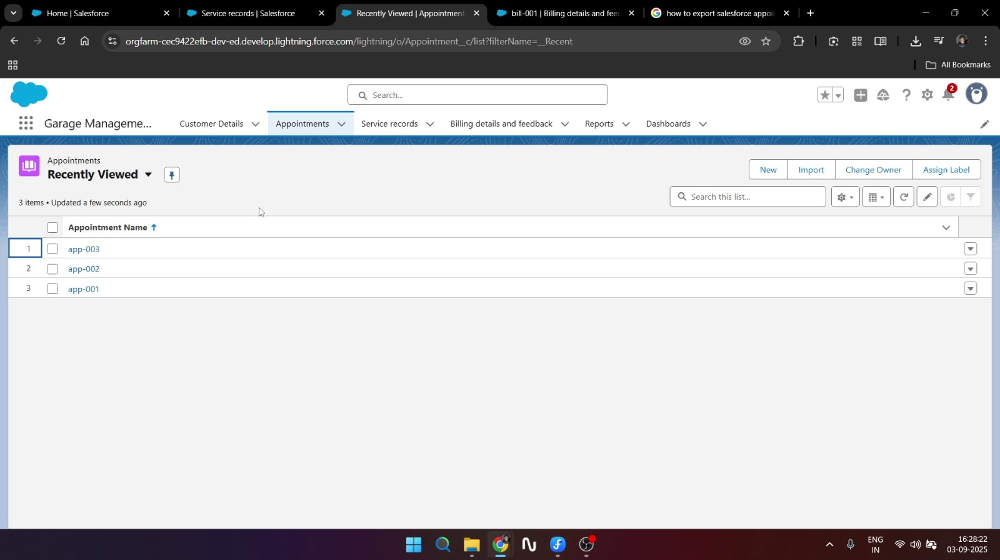 Home | Salesforce
Service records | Salesforce
Recently Viewed | Appointment
bill-001 | Billing details and fee
how to export salesforce appoi
orgfarm-cec9422efb-dev-ed.develop.lightning.force.com/lightning/o/Appointment__c/list?filterName=__Recent
All Bookmarks
Search...
2
Garage Manageme...
Customer Details
Appointments
Service records
Billing details and feedback
Reports
Dashboards
Appointments
Recently Viewed
New
Import
Change Owner
Assign Label
3 items • Updated a few seconds ago
Search this list...
Appointment Name
1
app-003
2
app-002
3
app-001
ENG
IN
16:28:22
03-09-2025